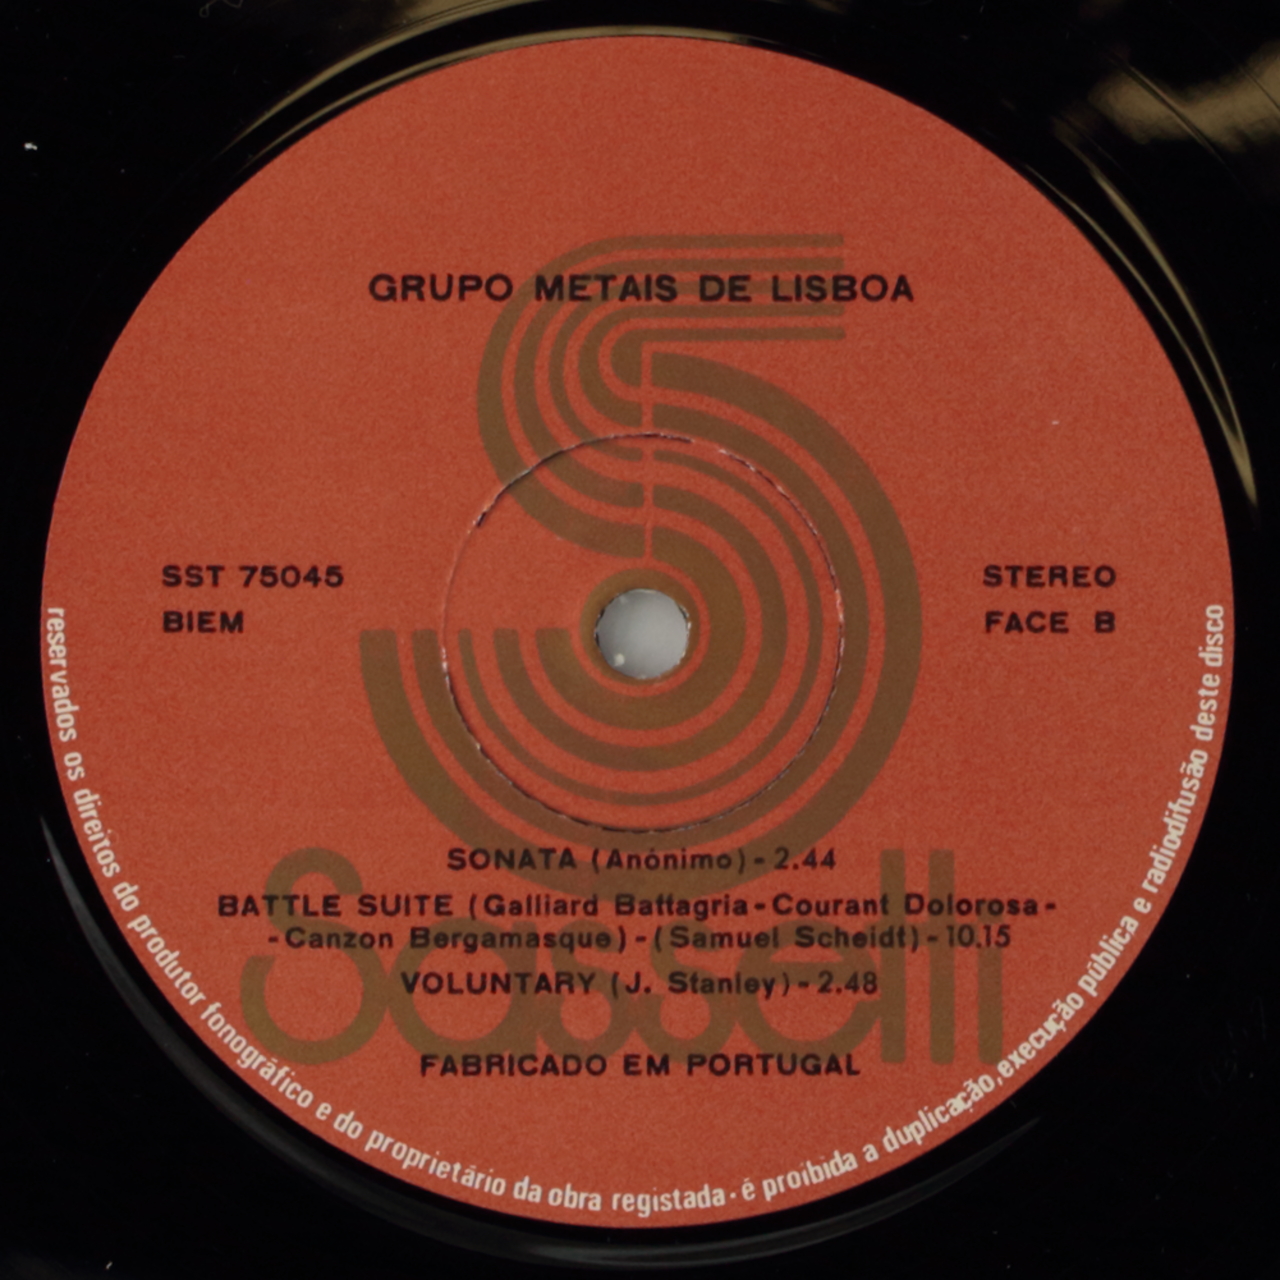 GRUPO METAIS DE LISBOA
SST 75045
BIEM
STEREO
FACE B
SONATA (Anónimo) - 2.44
BATTLE SUITE (Galliard Battagria - Courant Dolorosa -
- Canzon Bergamasque) - (Samuel Scheidt) - 10.15
VOLUNTARY (J. Stanley) - 2.48
Sassetti
FABRICADO EM PORTUGAL
reservados os direitos do produtor fonográfico e do proprietário da obra registada · é proibida a duplicação, execução pública e radiodifusão deste disco